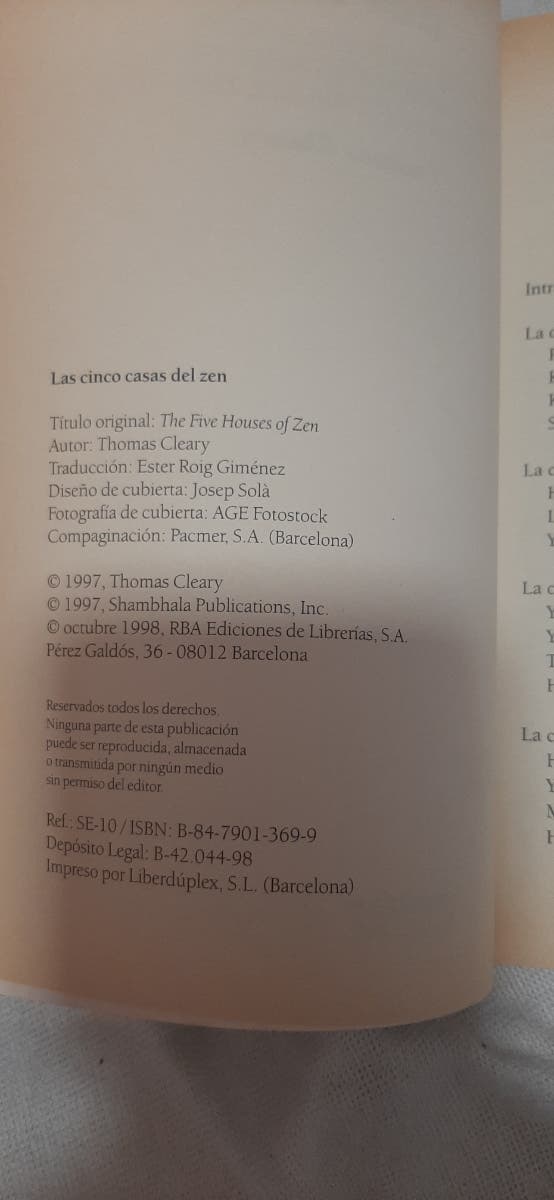 Las cinco casas del zen
Título original: The Five Houses of Zen
Autor: Thomas Cleary
Traducción: Ester Roig Giménez
Diseño de cubierta: Josep Solà
Fotografía de cubierta: AGE Fotostock
Compaginación: Pacmer, S.A. (Barcelona)
© 1997, Thomas Cleary
© 1997, Shambhala Publications, Inc.
© octubre 1998, RBA Ediciones de Librerías, S.A.
Pérez Galdós, 36 - 08012 Barcelona
Reservados todos los derechos.
Ninguna parte de esta publicación
puede ser reproducida, almacenada
o transmitida por ningún medio
sin permiso del editor.
Ref.: SE-10 / ISBN: B-84-7901-369-9
Depósito Legal: B-42.044-98
Impreso por Liberdúplex, S.L. (Barcelona)
Intr
La c
La c
La c
La c